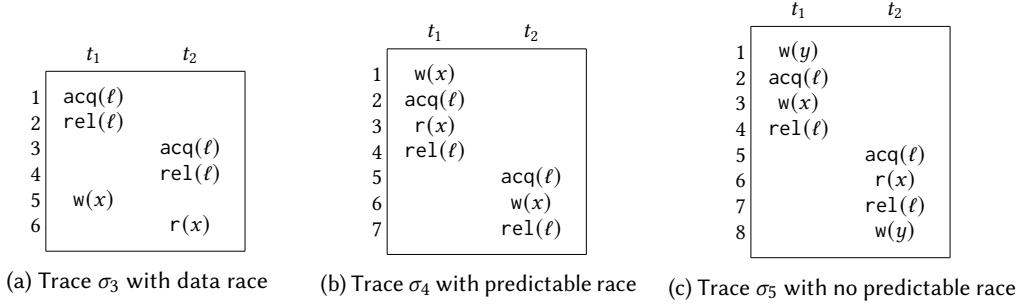 t₁ t₂
1 acq(ℓ)
2 rel(ℓ)
3 acq(ℓ)
4 rel(ℓ)
5 w(x)
6 r(x)
(a) Trace σ₃ with data race
t₁ t₂
1 w(x)
2 acq(ℓ)
3 r(x)
4 rel(ℓ)
5 acq(ℓ)
6 w(x)
7 rel(ℓ)
(b) Trace σ₄ with predictable race
t₁ t₂
1 w(y)
2 acq(ℓ)
3 w(x)
4 rel(ℓ)
5 acq(ℓ)
6 r(x)
7 rel(ℓ)
8 w(y)
(c) Trace σ₅ with no predictable race